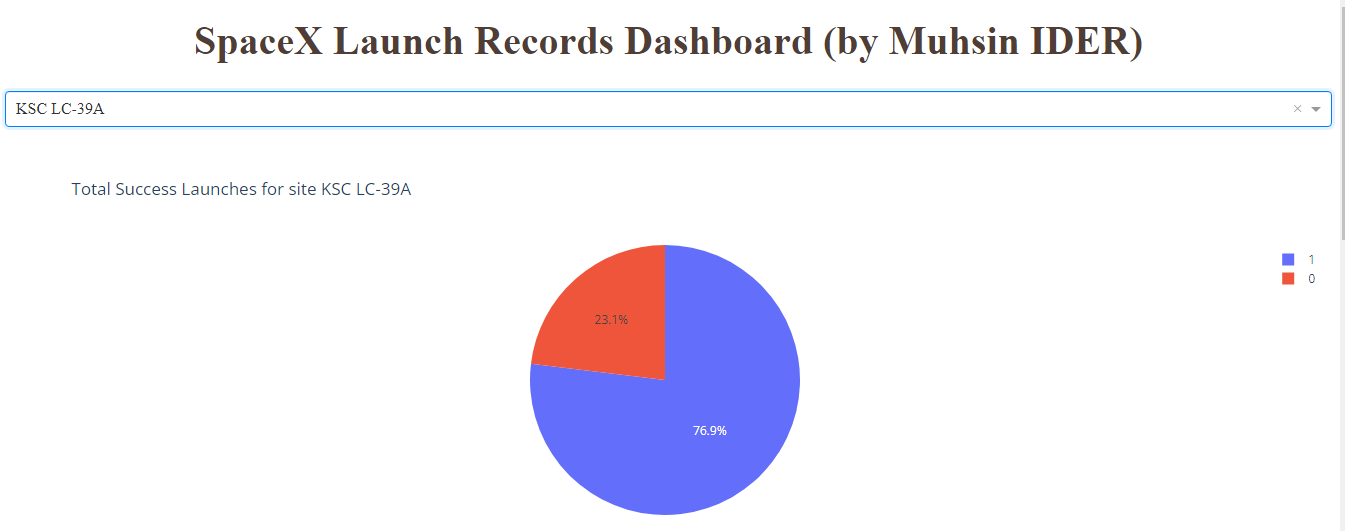 SpaceX Launch Records Dashboard (by Muhsin IDER)
KSC LC-39A ×
Total Success Launches for site KSC LC-39A
1
0
23.1%
76.9%